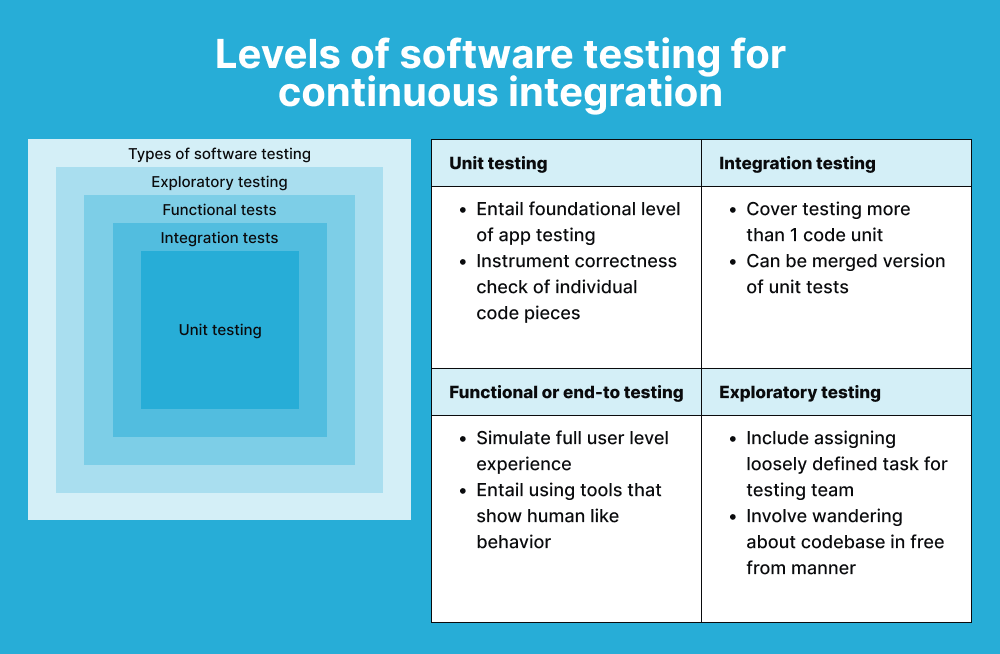 Levels of software testing for
continuous integration
Types of software testing
Exploratory testing
Functional tests
Integration tests
Unit testing
Unit testing
• Entail foundational level
of app testing
• Instrument correctness
check of individual
code pieces
Integration testing
• Cover testing more
than 1 code unit
• Can be merged version
of unit tests
Functional or end-to testing
• Simulate full user level
experience
• Entail using tools that
show human like
behavior
Exploratory testing
• Include assigning
loosely defined task for
testing team
• Involve wandering
about codebase in free
from manner